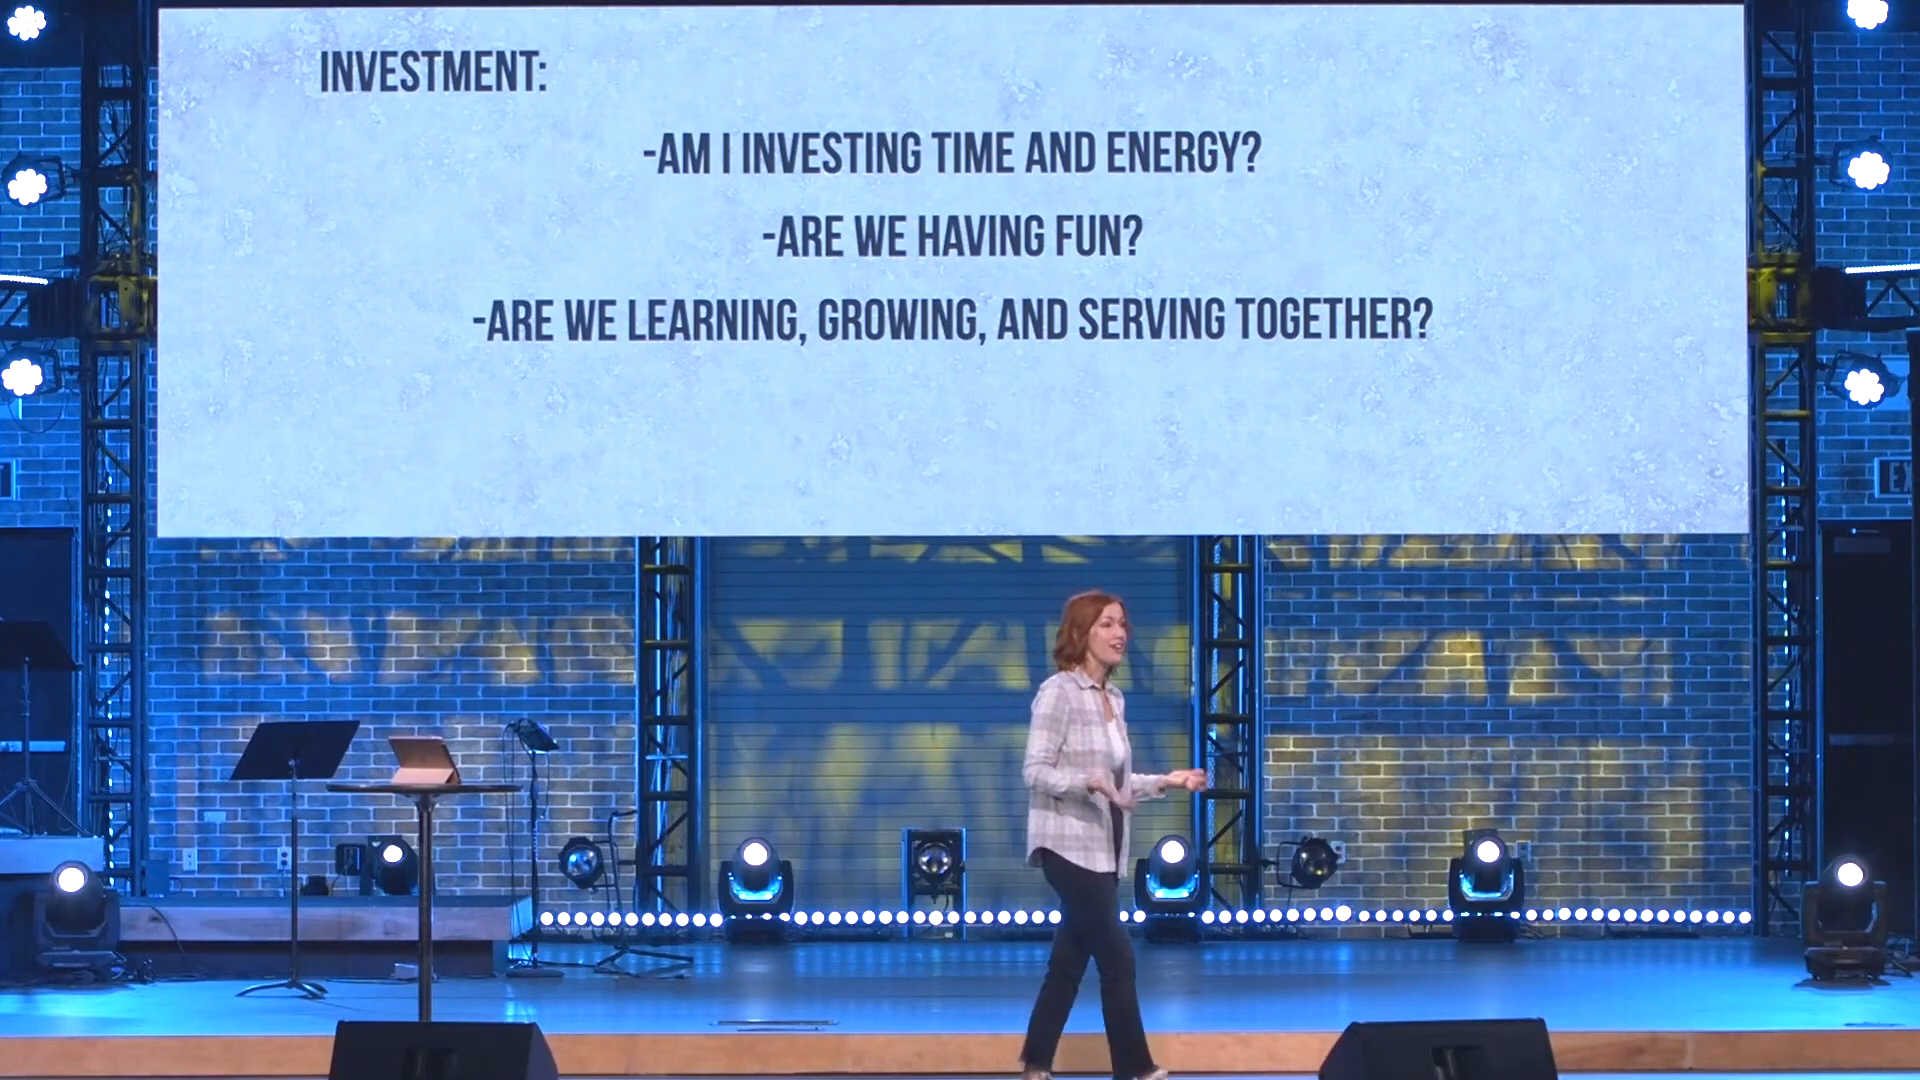 INVESTMENT:
-AM I INVESTING TIME AND ENERGY?
-ARE WE HAVING FUN?
-ARE WE LEARNING, GROWING, AND SERVING TOGETHER?